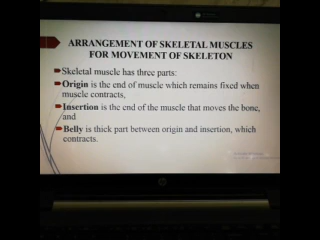 ARRANGEMENT OF SKELETAL MUSCLES
FOR MOVEMENT OF SKELETON
Skeletal muscle has three parts:
Origin is the end of muscle which remains fixed when
muscle contracts,
Insertion is the end of the muscle that moves the bone,
and
Belly is thick part between origin and insertion, which
contracts.